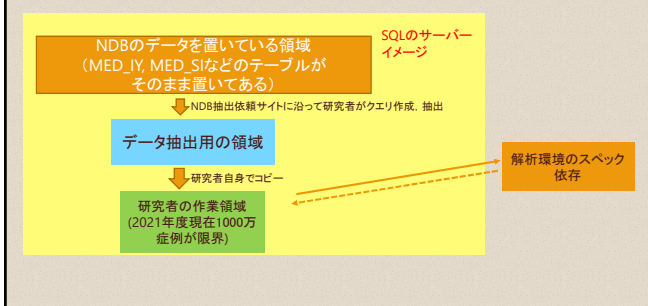 NDBのデータを置いている領域
(MED_IY, MED_SIなどのテーブルが
そのまま置いてある)
SQLのサーバー
イメージ
NDB抽出依頼サイトに沿って研究者がクエリ作成，抽出
データ抽出用の領域
研究者自身でコピー
研究者の作業領域
(2021年度現在1000万
症例が限界)
解析環境のスペック
依存